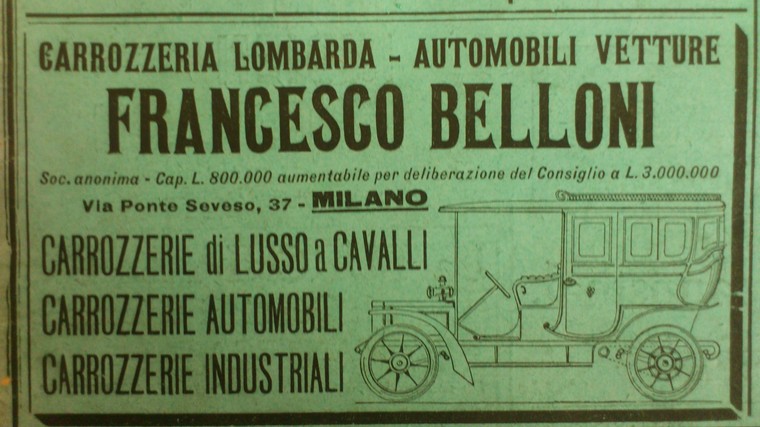 CARROZZERIA LOMBARDA - AUTOMOBILI VETTURE
FRANCESCO BELLONI
Soc. anonima - Cap. L. 800.000 aumentabile per deliberazione del Consiglio a L. 3.000.000
Via Ponte Seveso, 37 - MILANO
CARROZZERIE di LUSSO a CAVALLI
CARROZZERIE AUTOMOBILI
CARROZZERIE INDUSTRIALI